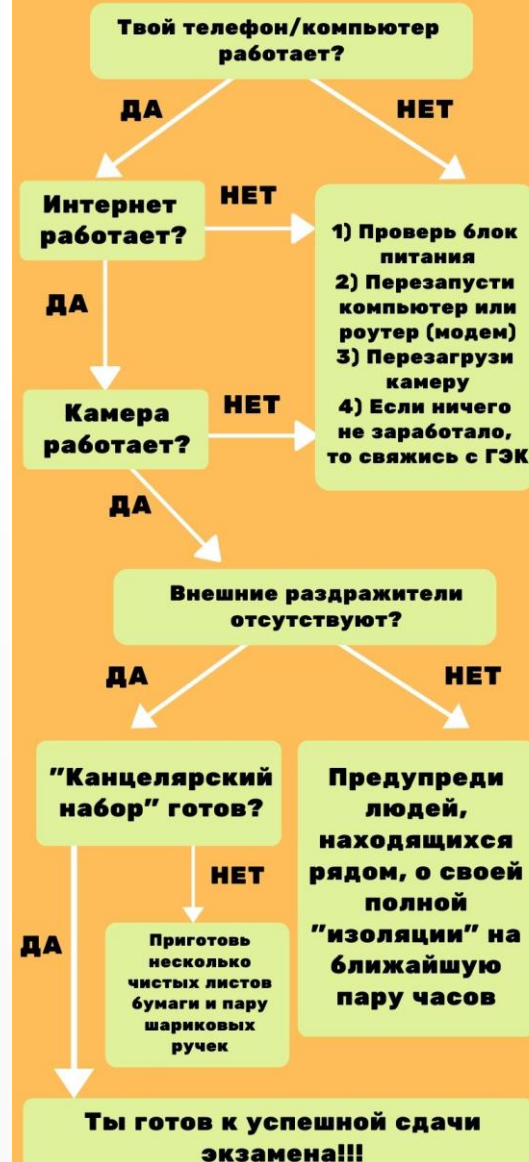 Твой телефон/компьютер
работает?
ДА
НЕТ
Интернет
работает?
НЕТ
1) Проверь блок
питания
2) Перезапусти
компьютер или
роутер (модем)
3) Перезагрузи
камеру
4) Если ничего
не заработало,
то свяжись с ГЭК
ДА
Камера
работает?
НЕТ
ДА
Внешние раздражители
отсутствуют?
ДА
НЕТ
"Канцелярский
набор" готов?
Предупреди
людей,
находящихся
рядом, о своей
полной
"изоляции" на
ближайшую
пару часов
НЕТ
ДА
Приготовь
несколько
чистых листов
бумаги и пару
шариковых
ручек
Ты готов к успешной сдачи
экзамена!!!